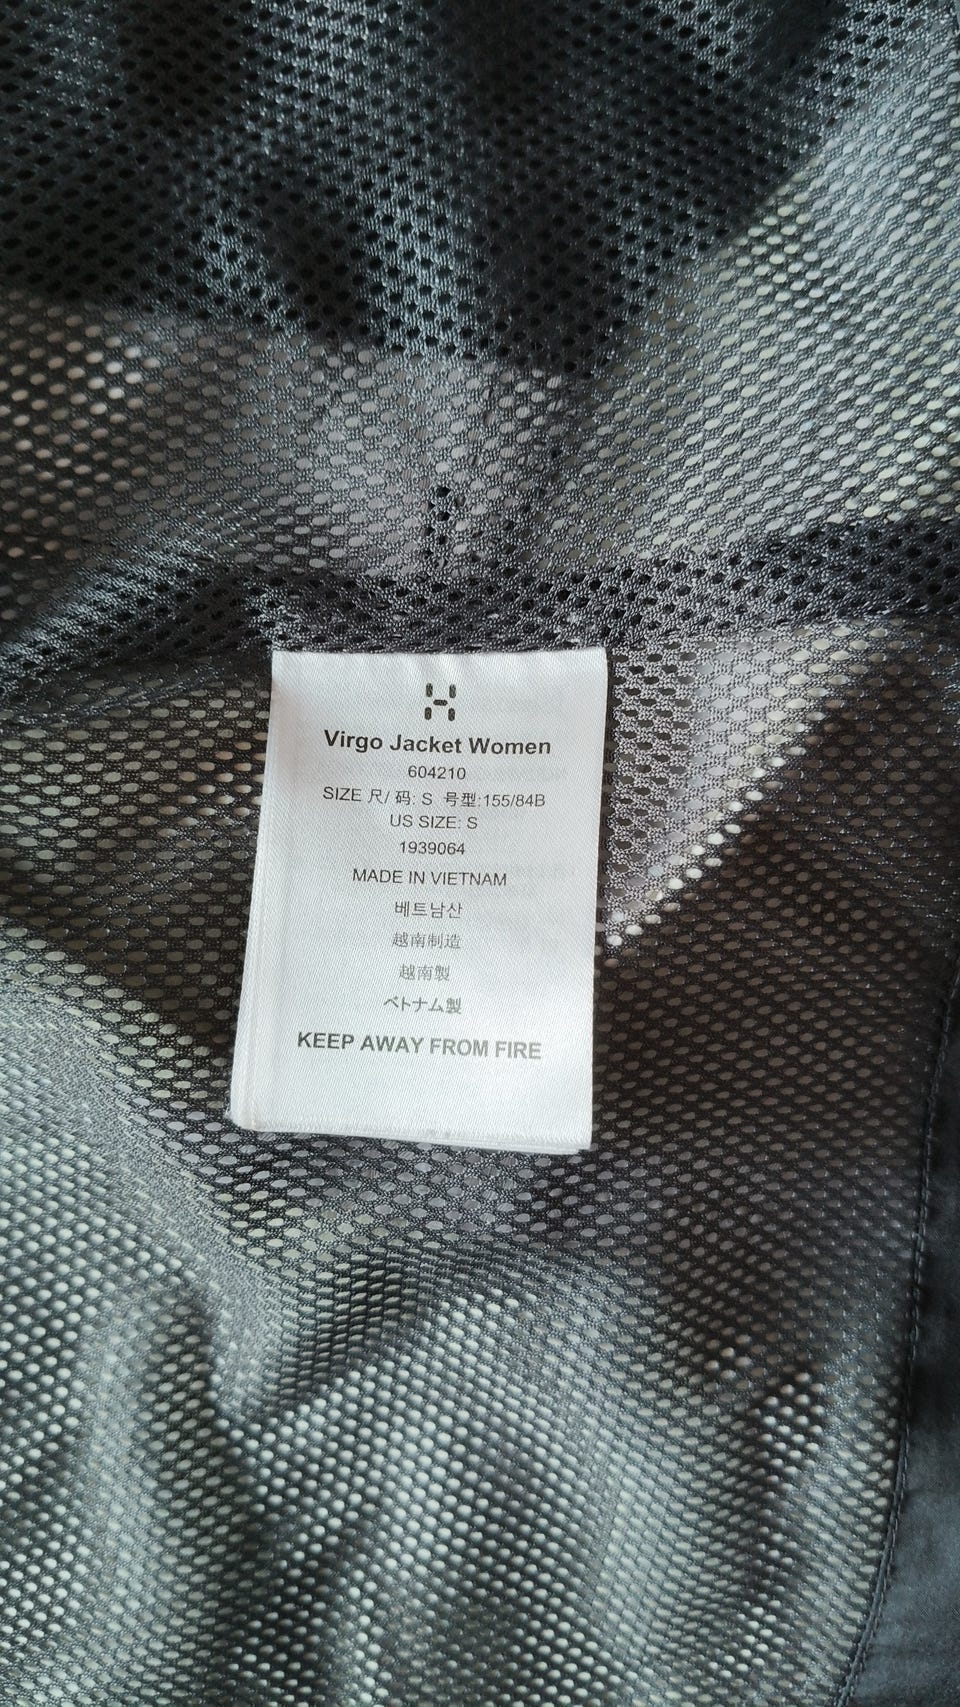 Virgo Jacket Women
604210
SIZE 尺/ 码: S 号型:155/84B
US SIZE: S
1939064
MADE IN VIETNAM
베트남산
越南制造
越南製
ベトナム製
KEEP AWAY FROM FIRE